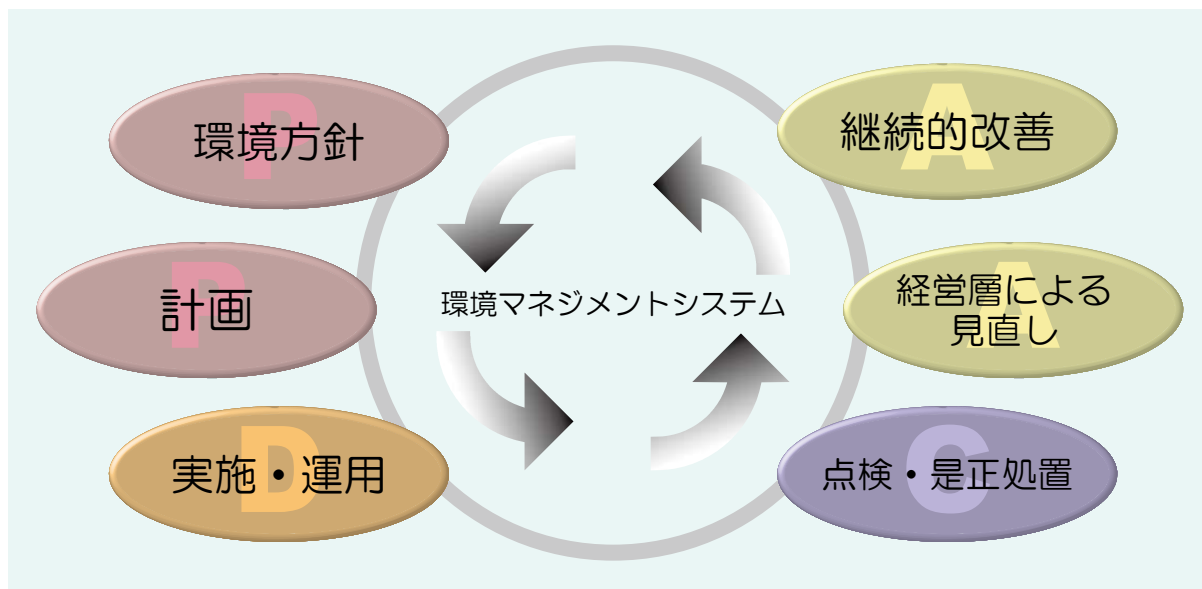 P
環境方針
P
計画
D
実施・運用
環境マネジメントシステム
A
継続的改善
A
経営層による
見直し
C
点検・是正処置